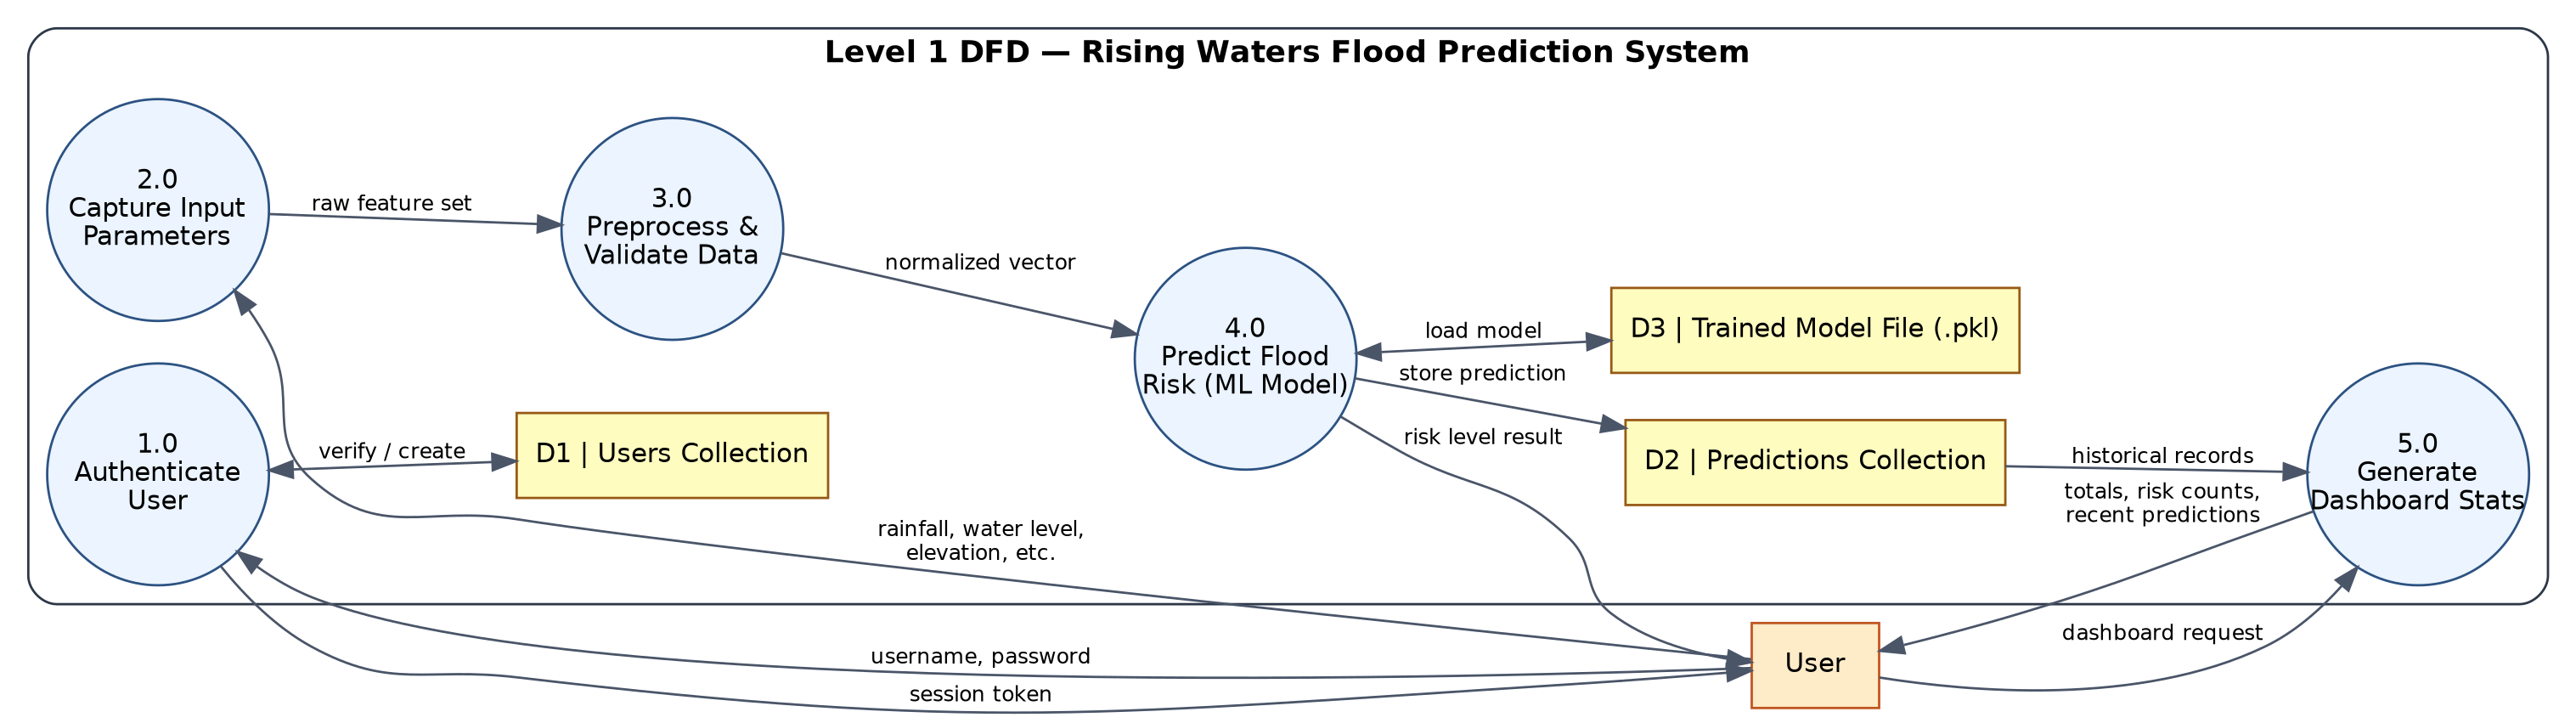 Level 1 DFD — Rising Waters Flood Prediction System
2.0
Capture Input
Parameters
raw feature set
3.0
Preprocess &
Validate Data
normalized vector
4.0
Predict Flood
Risk (ML Model)
load model
D3 | Trained Model File (.pkl)
store prediction
risk level result
D2 | Predictions Collection
historical records
totals, risk counts,
recent predictions
5.0
Generate
Dashboard Stats
1.0
Authenticate
User
verify / create
D1 | Users Collection
rainfall, water level,
elevation, etc.
username, password
session token
User
dashboard request